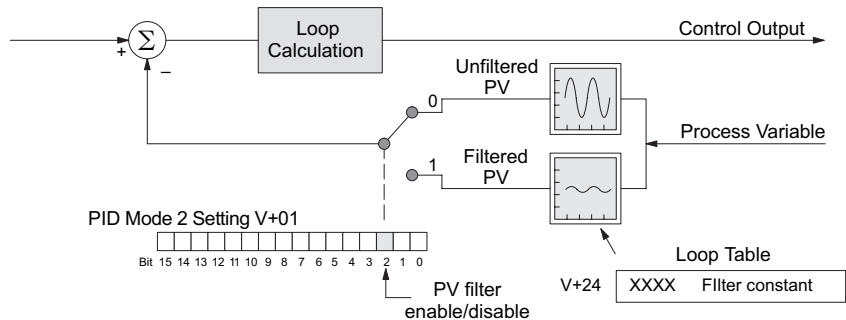 Loop
Calculation
Control Output
+
Σ
−
Unfiltered
PV
0
Process Variable
1
Filtered
PV
PID Mode 2 Setting V+01
Bit 15 14 13 12 11 10 9 8 7 6 5 4 3 2 1 0
PV filter
enable/disable
Loop Table
V+24 XXXX FIlter constant